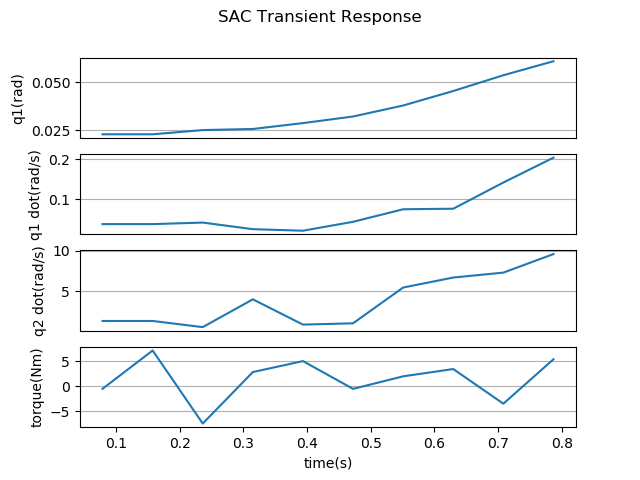 SAC Transient Response
q1(rad)
0.050
0.025
q1 dot(rad/s)
0.2
0.1
q2 dot(rad/s)
10
5
torque(Nm)
5
0
−5
0.1 0.2 0.3 0.4 0.5 0.6 0.7 0.8
time(s)